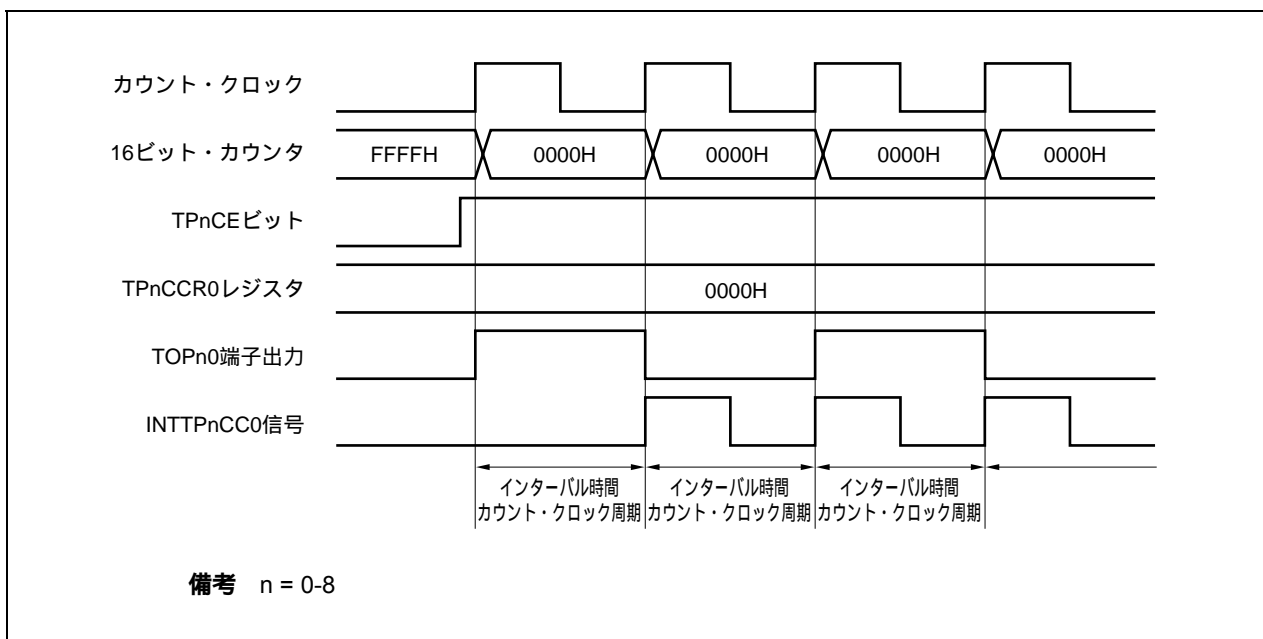 カウント・クロック
16ビット・カウンタ
FFFFH 0000H 0000H 0000H 0000H
TPnCEビット
TPnCCR0レジスタ
0000H
TOPn0端子出力
INTTPnCC0信号
インターバル時間 インターバル時間 インターバル時間
カウント・クロック周期 カウント・クロック周期 カウント・クロック周期
備考 n = 0-8